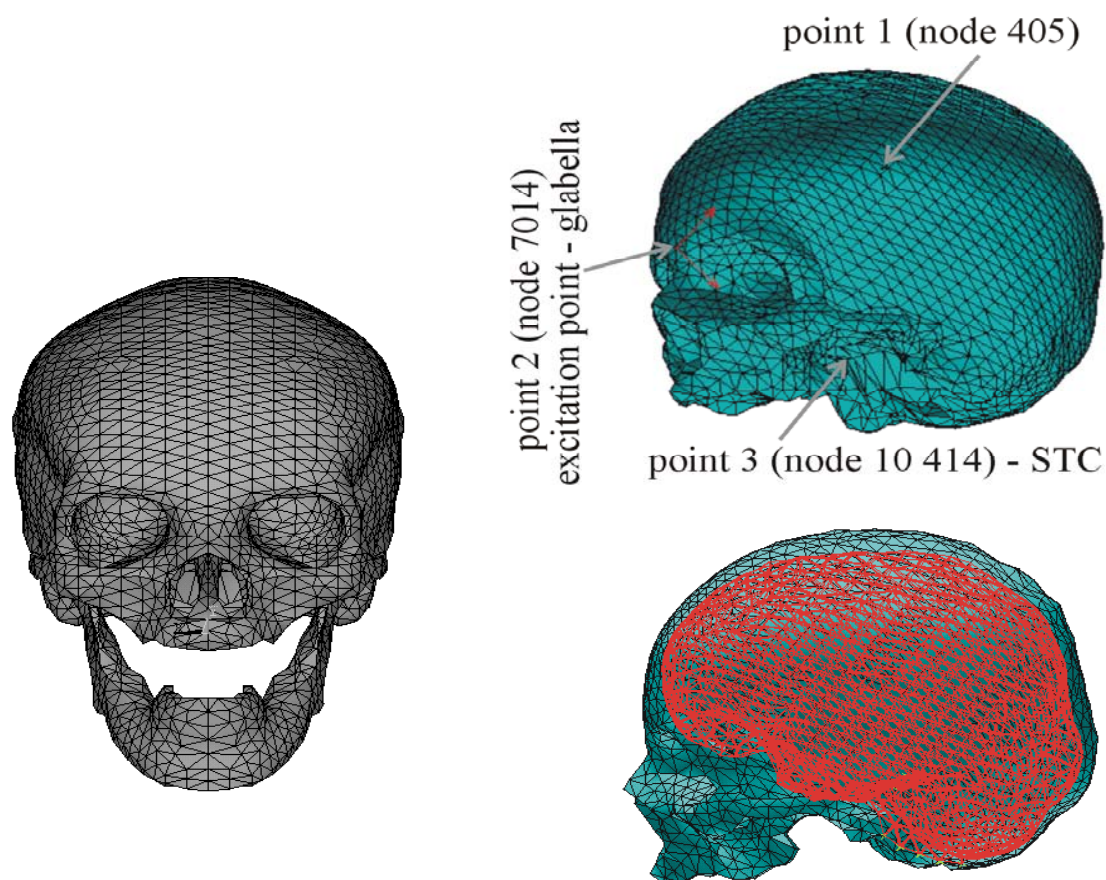 point 1 (node 405)
point 2 (node 7014)
excitation point - glabella
point 3 (node 10 414) - STC